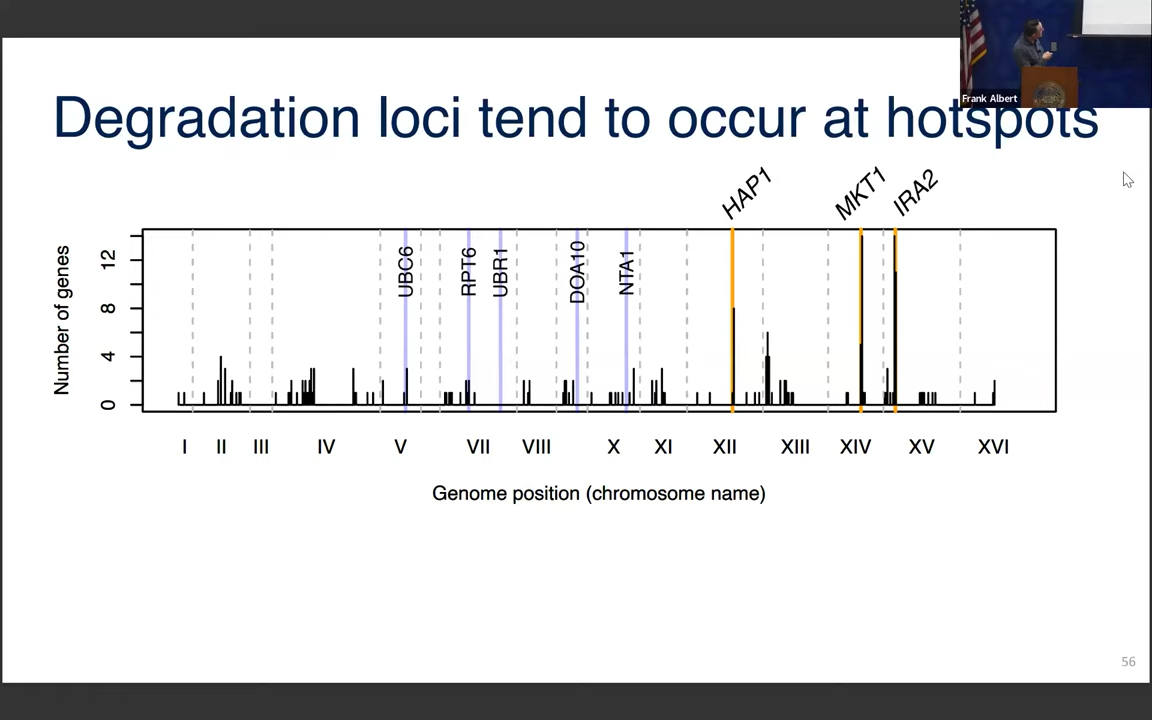 Frank Albert
Degradation loci tend to occur at hotspots
HAP1
MKT1
IRA2
Number of genes
12
8
4
0
UBC6
RPT6
UBR1
DOA10
NTA1
I II III IV V VII VIII X XI XII XIII XIV XV XVI
Genome position (chromosome name)
56